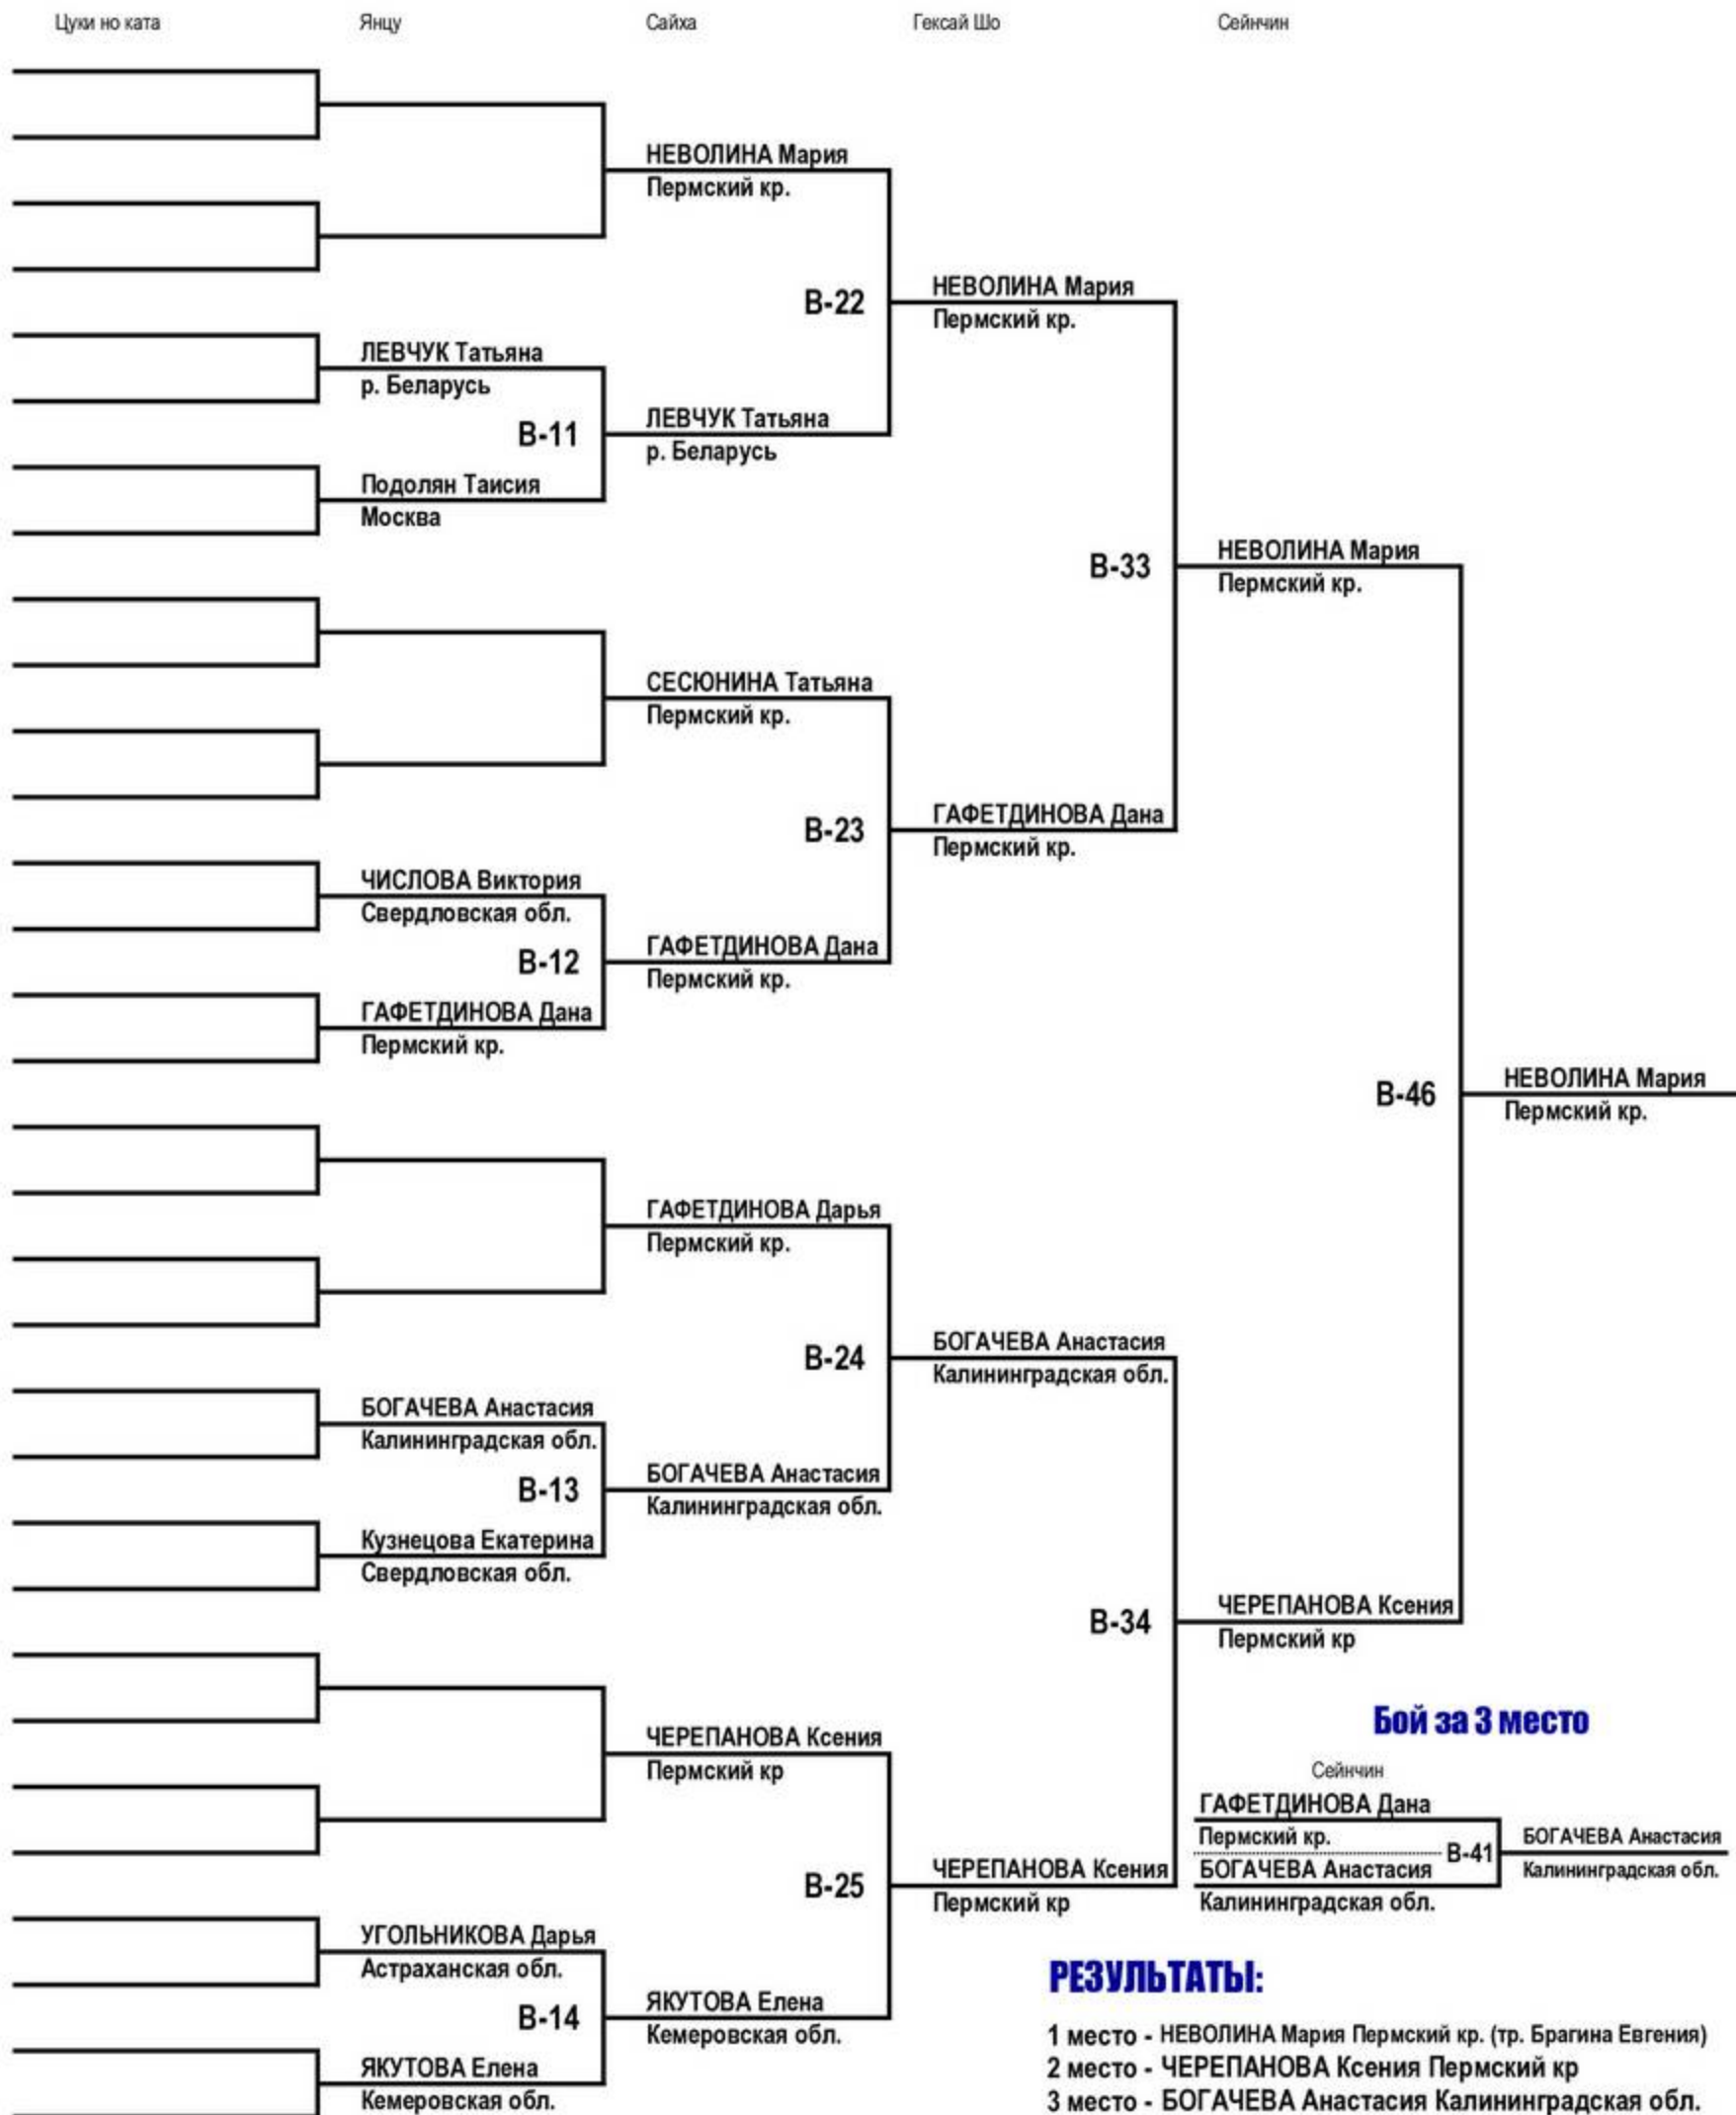 Цуки но ката
Янцу
Сайха
Гексай Шо
Сейнчин
НЕВОЛИНА Мария
Пермский кр.
В-22
НЕВОЛИНА Мария
Пермский кр.
ЛЕВЧУК Татьяна
р. Беларусь
В-11
ЛЕВЧУК Татьяна
р. Беларусь
Подолян Таисия
Москва
В-33
НЕВОЛИНА Мария
Пермский кр.
СЕСЮНИНА Татьяна
Пермский кр.
В-23
ГАФЕТДИНОВА Дана
Пермский кр.
ЧИСЛОВА Виктория
Свердловская обл.
В-12
ГАФЕТДИНОВА Дана
Пермский кр.
ГАФЕТДИНОВА Дана
Пермский кр.
В-46
НЕВОЛИНА Мария
Пермский кр.
ГАФЕТДИНОВА Дарья
Пермский кр.
В-24
БОГАЧЕВА Анастасия
Калининградская обл.
БОГАЧЕВА Анастасия
Калининградская обл.
В-13
БОГАЧЕВА Анастасия
Калининградская обл.
Кузнецова Екатерина
Свердловская обл.
В-34
ЧЕРЕПАНОВА Ксения
Пермский кр
ЧЕРЕПАНОВА Ксения
Пермский кр
В-25
ЧЕРЕПАНОВА Ксения
Пермский кр
УГОЛЬНИКОВА Дарья
Астраханская обл.
В-14
ЯКУТОВА Елена
Кемеровская обл.
ЯКУТОВА Елена
Кемеровская обл.
Бой за 3 место
Сейнчин
ГАФЕТДИНОВА Дана
Пермский кр.
В-41
БОГАЧЕВА Анастасия
Калининградская обл.
БОГАЧЕВА Анастасия
Калининградская обл.
РЕЗУЛЬТАТЫ:
1 место - НЕВОЛИНА Мария Пермский кр. (тр. Брагина Евгения)
2 место - ЧЕРЕПАНОВА Ксения Пермский кр
3 место - БОГАЧЕВА Анастасия Калининградская обл.